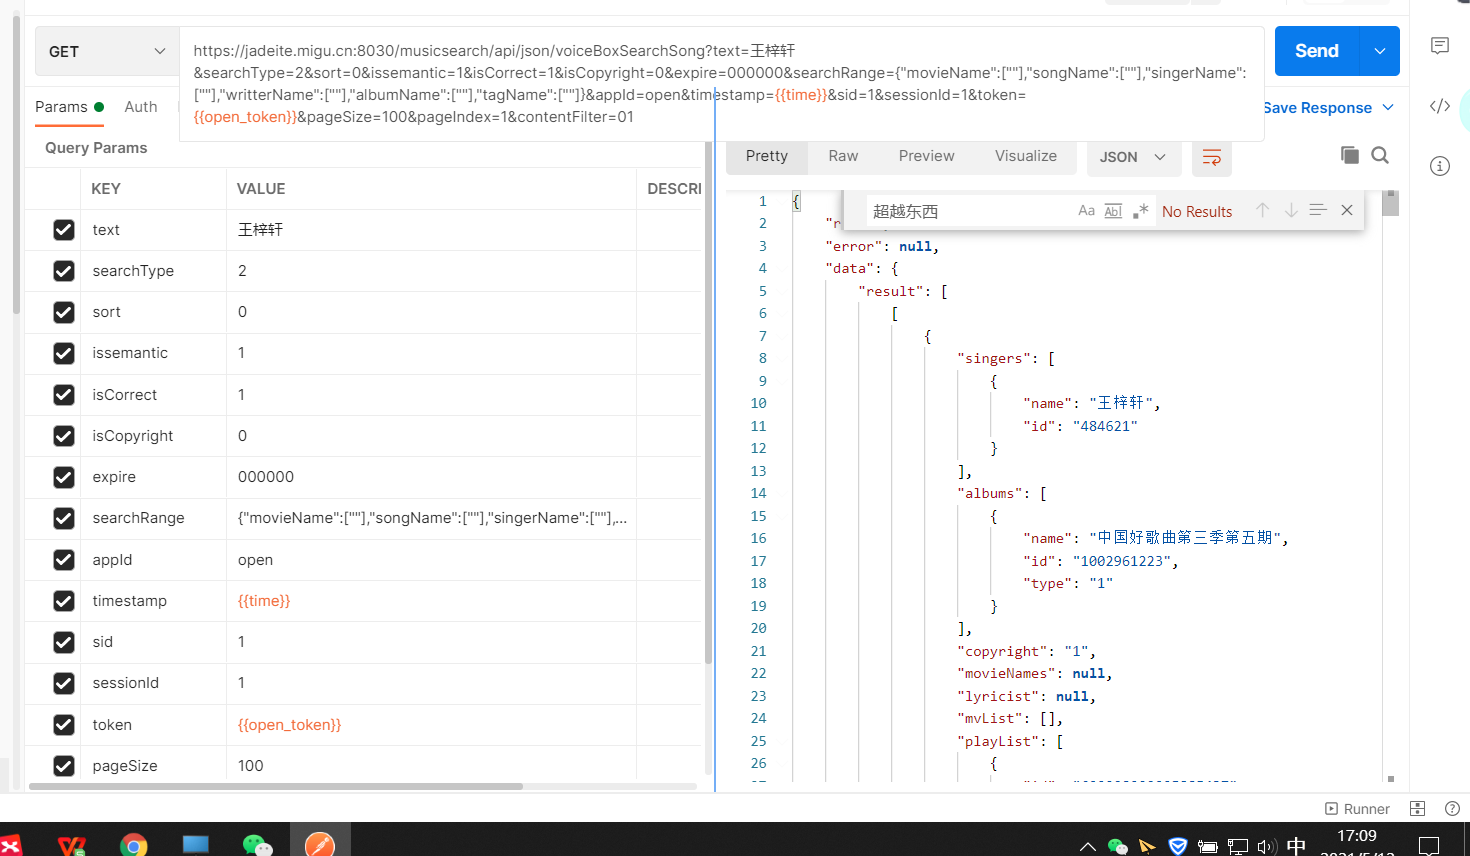 GET
https://jadeite.migu.cn:8030/musicsearch/api/json/voiceBoxSearchSong?text=王梓轩
&searchType=2&sort=0&issemantic=1&isCorrect=1&isCopyright=0&expire=000000&searchRange={"movieName":[""],"songName":[""],"singerName":
[""],"writterName":[""],"albumName":[""],"tagName":[""]}&appId=open&timestamp={{time}}&sid=1&sessionId=1&token=
{{open_token}}&pageSize=100&pageIndex=1&contentFilter=01
Send
Params
Auth
Save Response
Query Params
KEY VALUE DESCRI
text 王梓轩
searchType 2
sort 0
issemantic 1
isCorrect 1
isCopyright 0
expire 000000
searchRange {"movieName":[""],"songName":[""],"singerName":[""],...
appId open
timestamp {{time}}
sid 1
sessionId 1
token {{open_token}}
pageSize 100
Pretty Raw Preview Visualize JSON
超越东西 Aa Abl .* No Results
1 {
2 "r
3 "error": null,
4 "data": {
5 "result": [
6 [
7 {
8 "singers": [
9 {
10 "name": "王梓轩",
11 "id": "484621"
12 }
13 ],
14 "albums": [
15 {
16 "name": "中国好歌曲第三季第五期",
17 "id": "1002961223",
18 "type": "1"
19 }
20 ],
21 "copyright": "1",
22 "movieNames": null,
23 "lyricist": null,
24 "mvList": [],
25 "playList": [
26 {
Runner
中
17:09